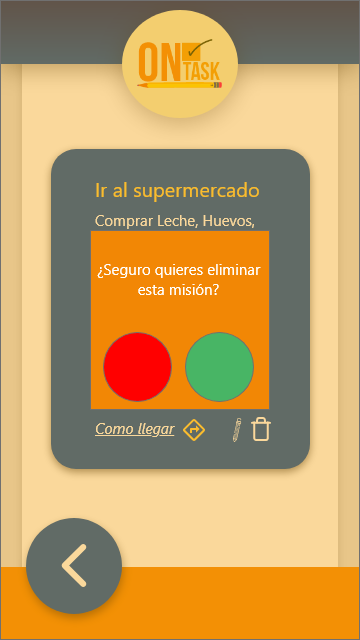 ON
TASK
Ir al supermercado
Comprar Leche, Huevos,
¿Seguro quieres eliminar
esta misión?
Como llegar